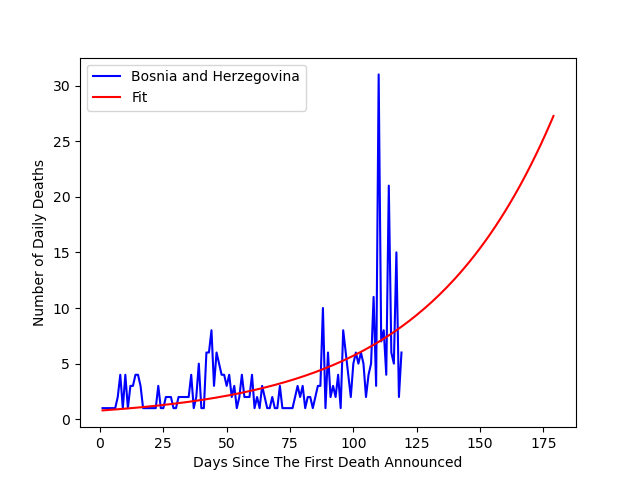 Bosnia and Herzegovina
Fit
30
25
20
15
10
5
0
Number of Daily Deaths
0 25 50 75 100 125 150 175
Days Since The First Death Announced